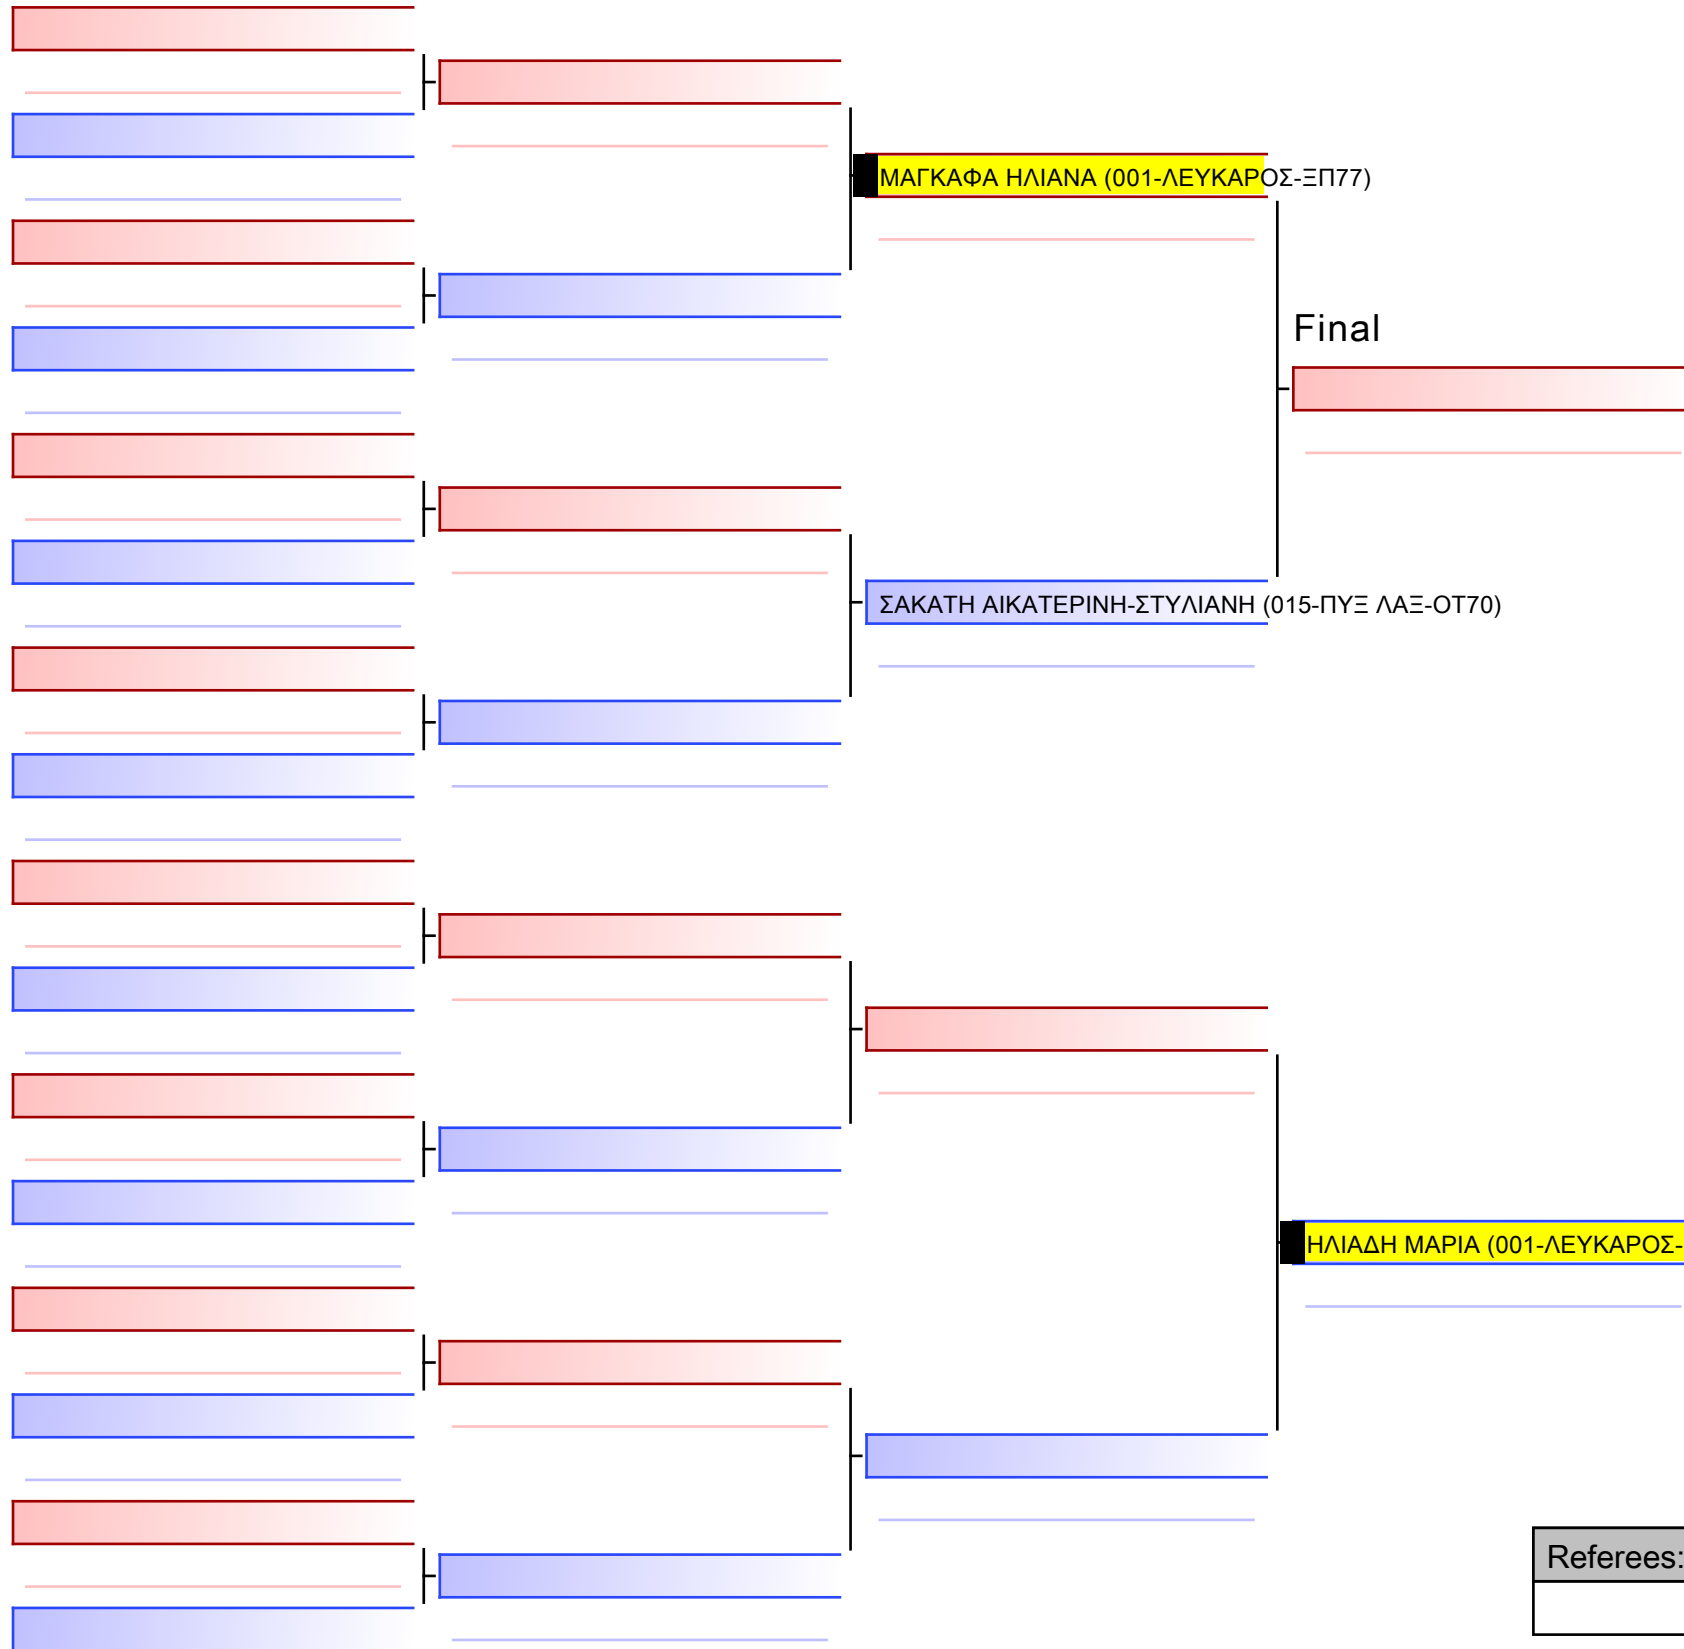 ΜΑΓΚΑΦΑ ΗΛΙΑΝΑ (001-ΛΕΥΚΑΡΟΣ-ΞΠ77)
Final
ΣΑΚΑΤΗ ΑΙΚΑΤΕΡΙΝΗ-ΣΤΥΛΙΑΝΗ (015-ΠΥΞ ΛΑΞ-ΟΤ70)
ΗΛΙΑΔΗ ΜΑΡΙΑ (001-ΛΕΥΚΑΡΟΣ-
Referees: